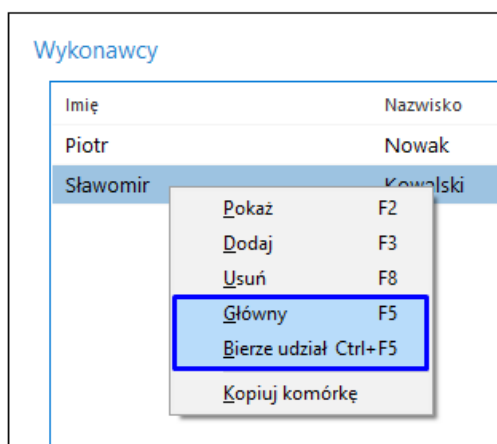 Wykonawcy
Imię Nazwisko
Piotr Nowak
Sławomir Kowalski
Pokaż F2
Dodaj F3
Usuń F8
Główny F5
Bierze udział Ctrl+F5
Kopiuj komórkę